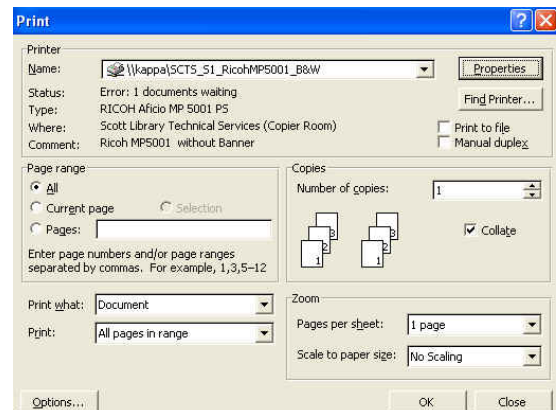 Print
Printer
Name: \\kappa\SCTS_S1_RicohMP5001_B&W Properties
Status: Error: 1 documents waiting Find Printer...
Type: RICOH Aficio MP 5001 PS
Where: Scott Library Technical Services (Copier Room) Print to file
Comment: Ricoh MP5001 without Banner Manual duplex
Page range
All
Current page Selection
Pages:
Enter page numbers and/or page ranges
separated by commas. For example, 1,3,5–12
Copies
Number of copies: 1
3 3
2 2
1 1
Collate
Print what: Document
Print: All pages in range
Zoom
Pages per sheet: 1 page
Scale to paper size: No Scaling
Options... OK Close